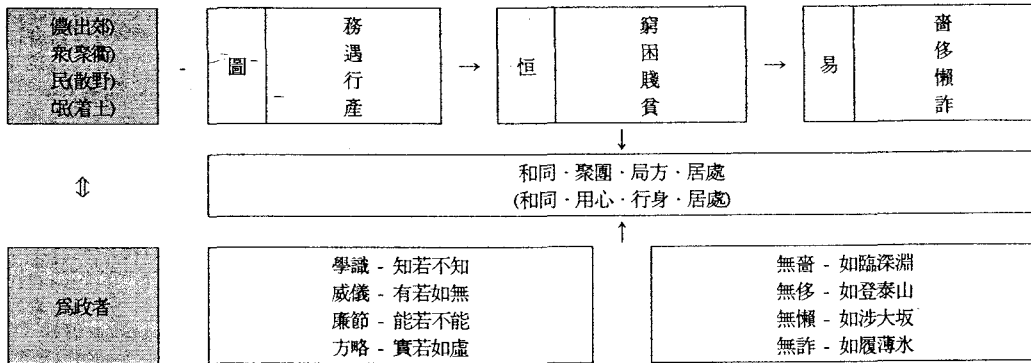 儂(出郊)
衆(聚衢)
民(散野)
氓(着土)
-
圖
務
遇
行
產
→
恒
窮
困
賤
貧
→
易
嗇
侈
懶
詐
↓
⇕
和同·聚團·局方·居處
(和同·用心·行身·居處)
↑
爲政者
學識 - 知若不知
威儀 - 有若如無
廉節 - 能若不能
方略 - 實若如虛
無嗇 - 如臨深淵
無侈 - 如登泰山
無懶 - 如涉大坂
無詐 - 如履薄氷